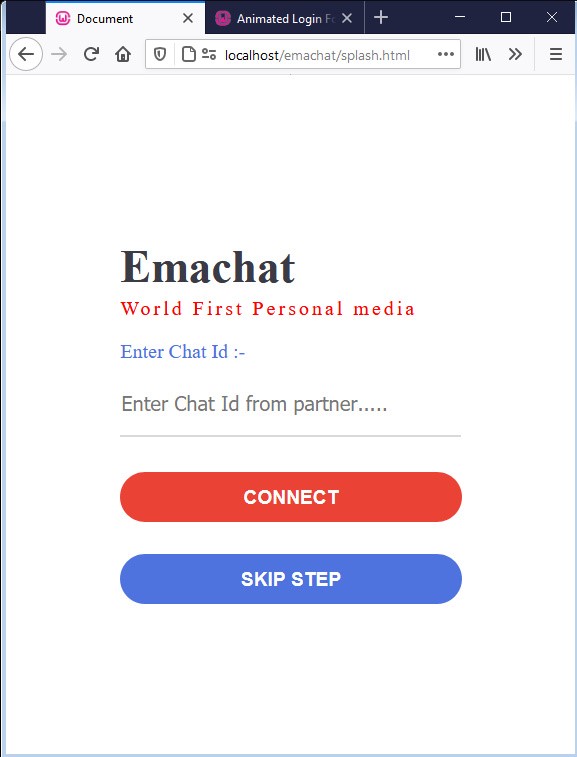 Document
Animated Login Fo
localhost/emachat/splash.html
Emachat
World First Personal media
Enter Chat Id :-
Enter Chat Id from partner.....
CONNECT
SKIP STEP